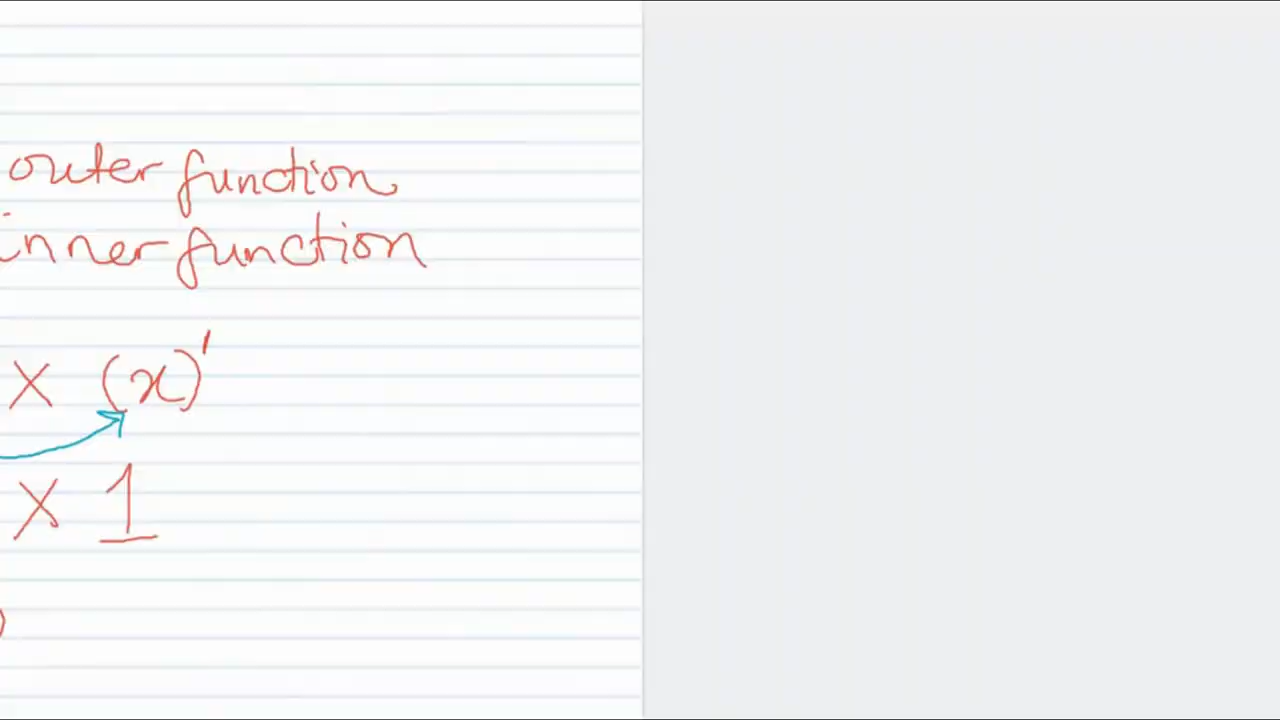 outer function
inner function
× (x)'
× 1
)